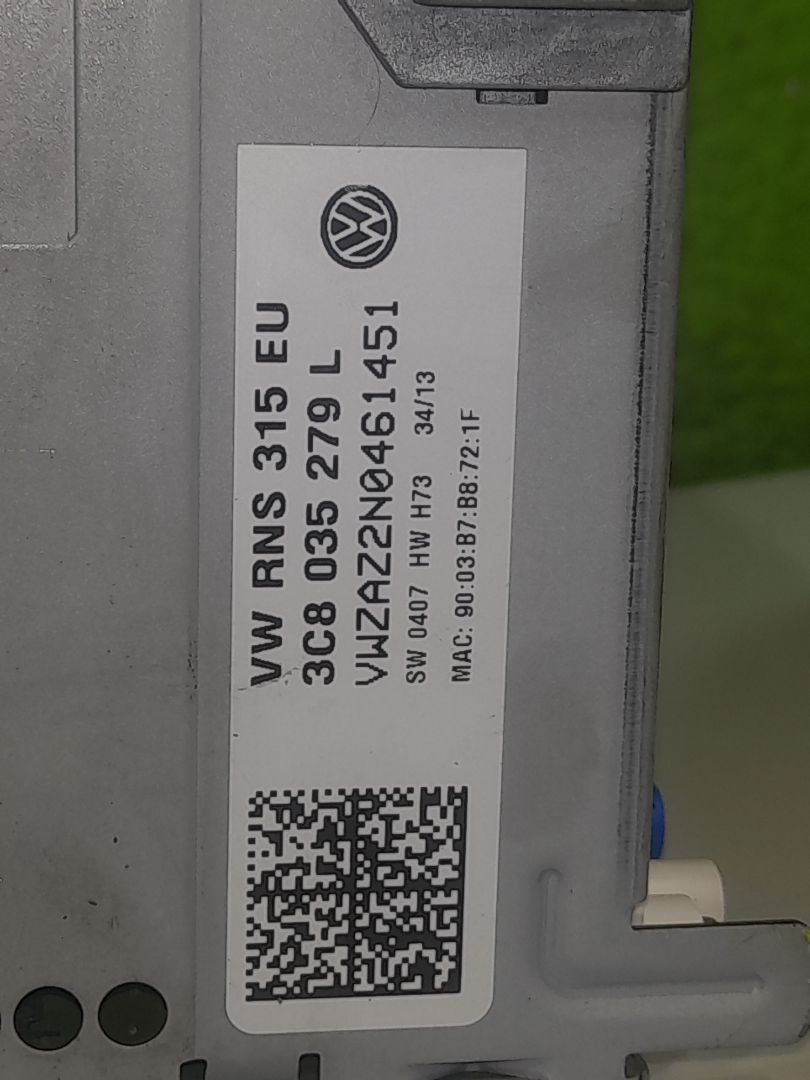 VW RNS 315 EU
3C8 035 279 L
VWZAZ2N0461451
SW 0407 HW H73 34/13
MAC: 90:03:B7:B8:72:1F